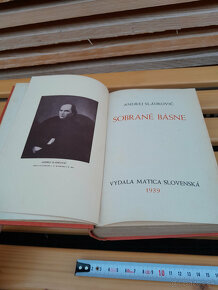 ANDREJ SLÁDKOVIČ
SOBRANÉ BÁSNE
VYDALA MATICA SLOVENSKÁ
1939